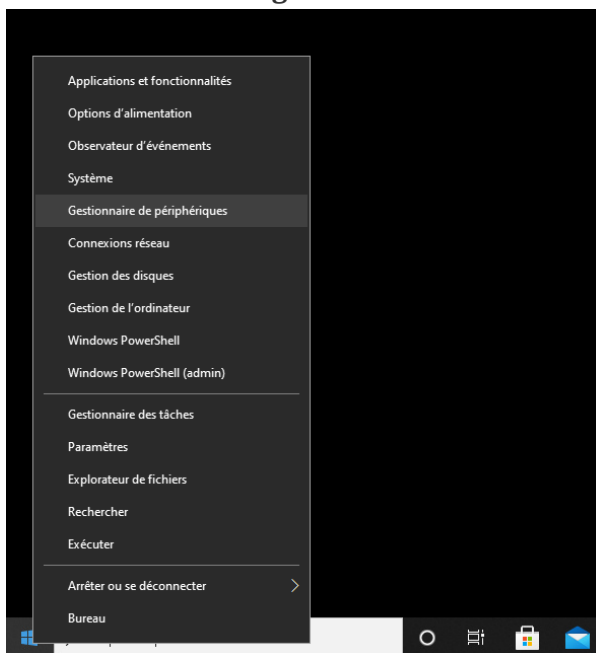 Applications et fonctionnalités
Options d'alimentation
Observateur d'événements
Système
Gestionnaire de périphériques
Connexions réseau
Gestion des disques
Gestion de l'ordinateur
Windows PowerShell
Windows PowerShell (admin)
Gestionnaire des tâches
Paramètres
Explorateur de fichiers
Rechercher
Exécuter
Arrêter ou se déconnecter
Bureau